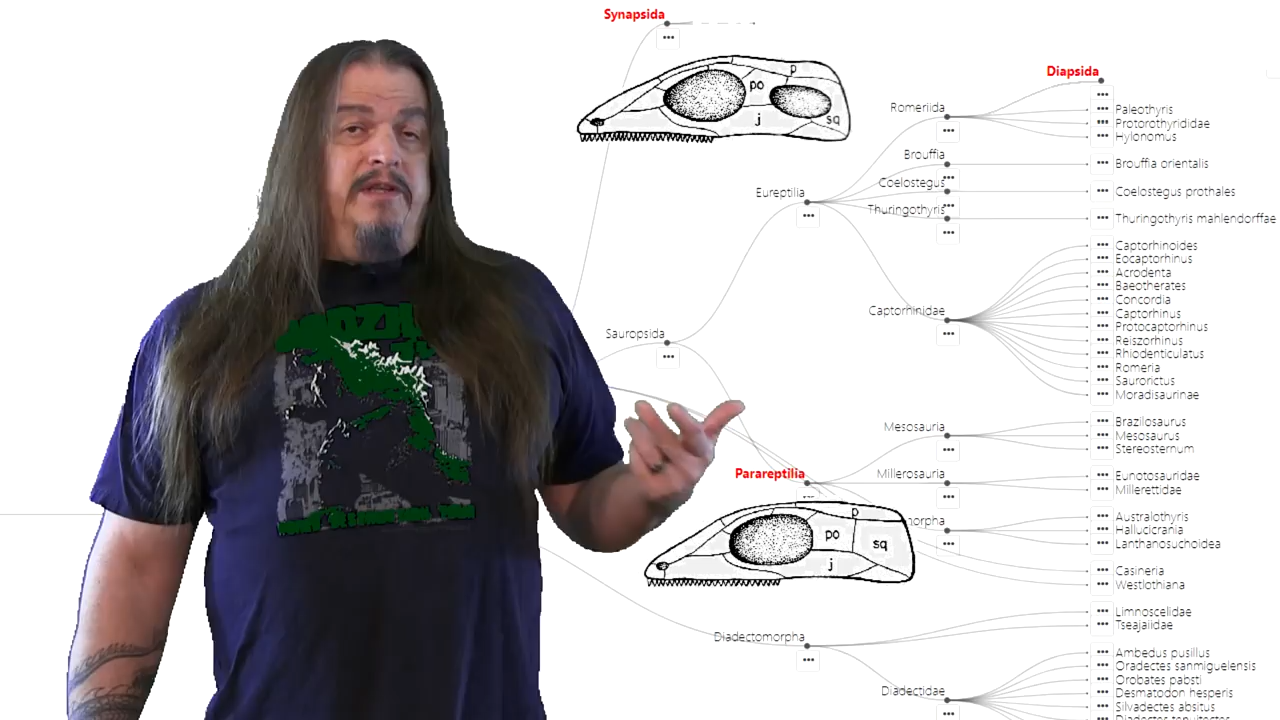 Synapsida
•••
p
po
j
sq
Diapsida
•••
Romeriida
•••
••• Paleothyris
••• Protorothyrididae
••• Hylonomus
Brouffia
•••
••• Brouffia orientalis
Eureptilia
•••
Coelostegus
•••
••• Coelostegus prothales
Thuringothyris
•••
••• Thuringothyris mahlendorffae
••• Captorhinoides
••• Eocaptorhinus
••• Acrodenta
••• Baeotherates
••• Concordia
Captorhinidae
•••
••• Captorhinus
••• Protocaptorhinus
••• Reiszorhinus
••• Rhiodenticulatus
••• Romeria
••• Saurorictus
••• Moradisaurinae
Sauropsida
•••
Mesosauria
•••
••• Brazilosaurus
••• Mesosaurus
••• Stereosternum
Parareptilia
Millerosauria
•••
••• Eunotosauridae
••• Millerettidae
p
po
sq
j
morpha
•••
••• Australothyris
••• Hallucicrania
••• Lanthanosuchoidea
••• Casineria
••• Westlothiana
Diadectomorpha
•••
••• Limnoscelidae
••• Tseajaiidae
Diadectidae
•••
••• Ambedus pusillus
••• Oradectes sanmiguelensis
••• Orobates pabsti
••• Desmatodon hesperis
••• Silvadectes absitus